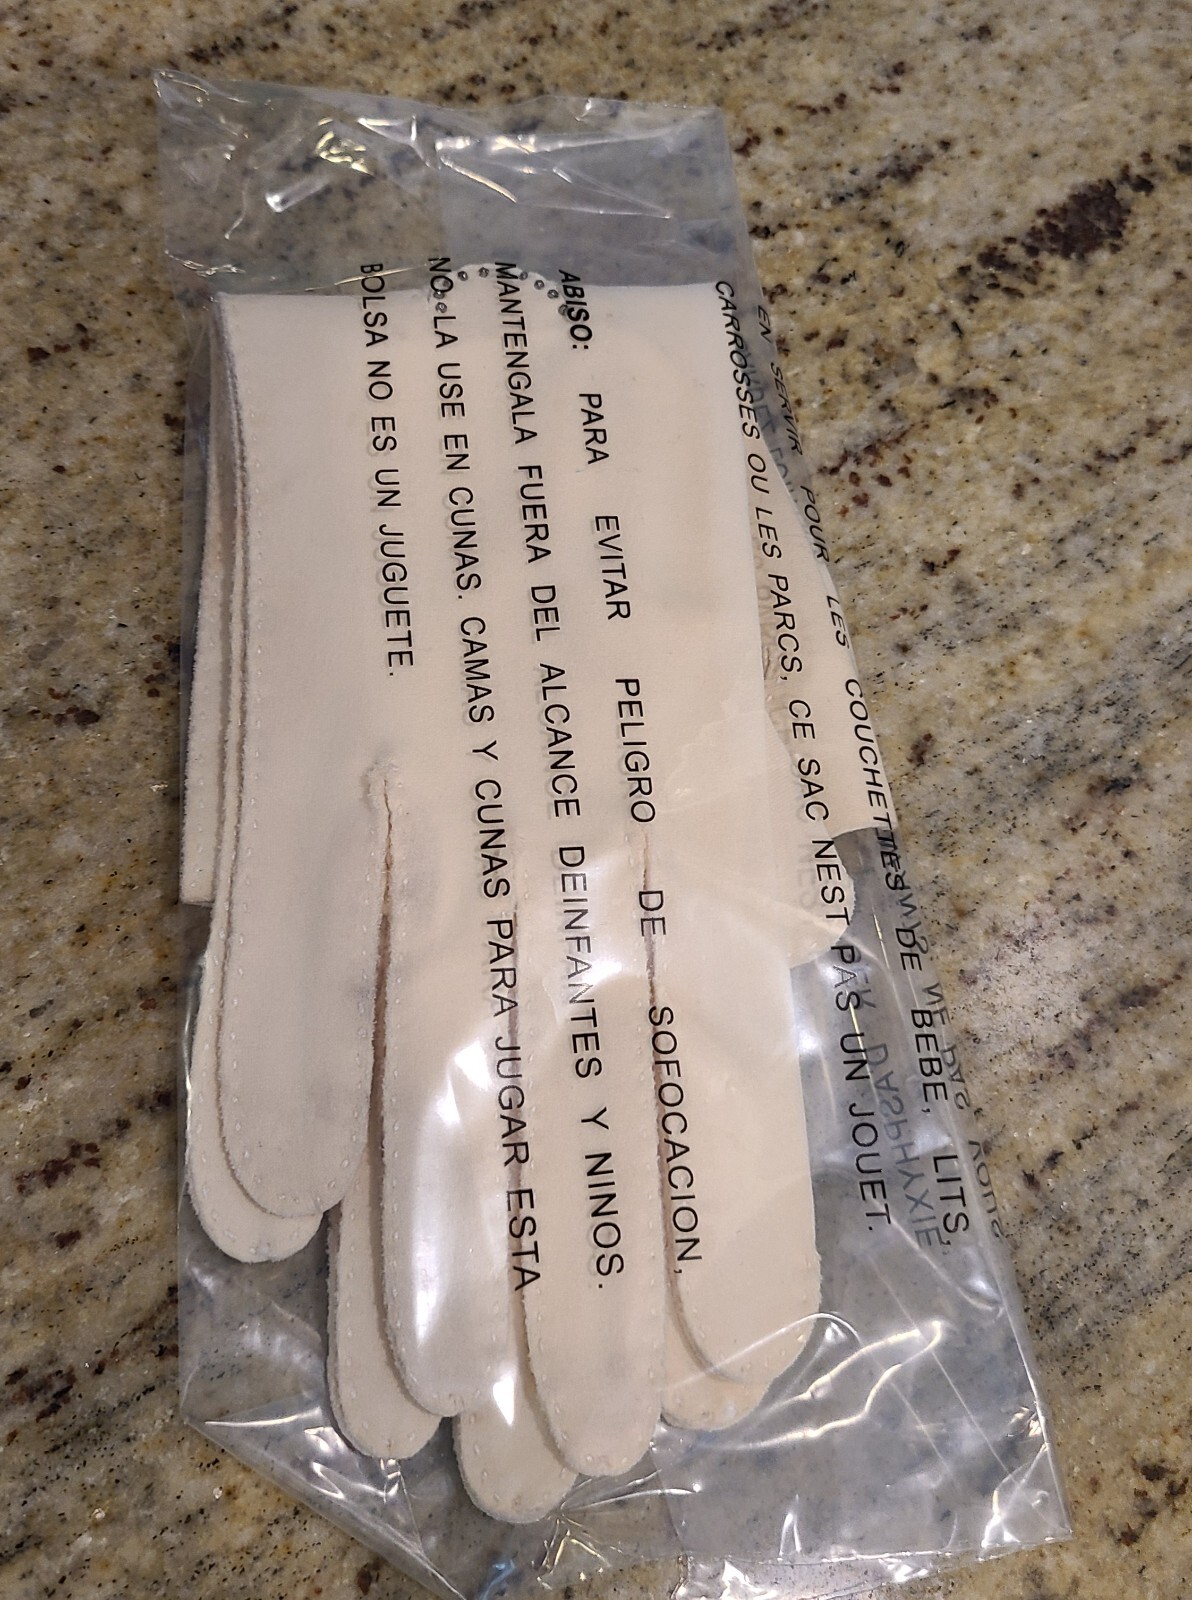 EN SERVIR POUR LES COUCHETTES DE BEBE, LITS,
CARROSSES OU LES PARCS, CE SAC NEST PAS UN JOUET.
ABISO: PARA EVITAR PELIGRO DE SOFOCACION,
MANTENGALA FUERA DEL ALCANCE DEINFANTES Y NINOS.
NO LA USE EN CUNAS. CAMAS Y CUNAS PARA JUGAR ESTA
BOLSA NO ES UN JUGUETE.
D'ASPHYXIE